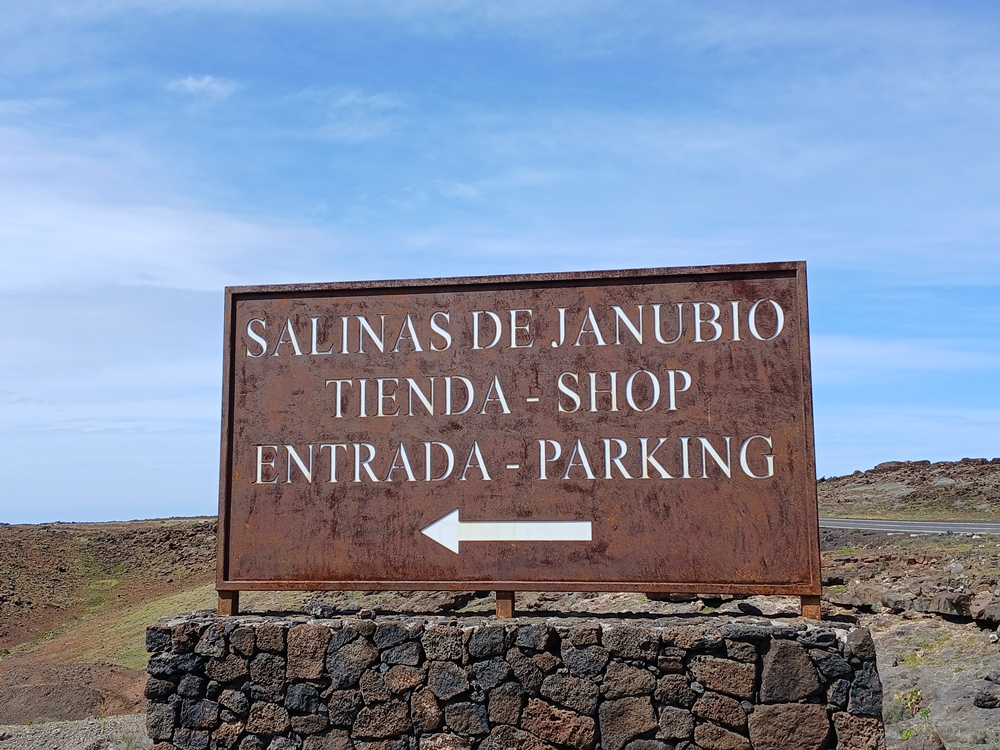 SALINAS DE JANUBIO
TIENDA - SHOP
ENTRADA - PARKING